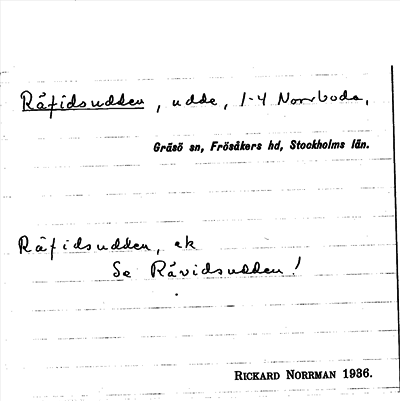 Råfidsudden, udde, 1-4 Norrboda,
Gräsö sn, Frösåkers hd, Stockholms län.
Råfidsudden, ek
Se Råvidsudden!
RICKARD NORRMAN 1936.